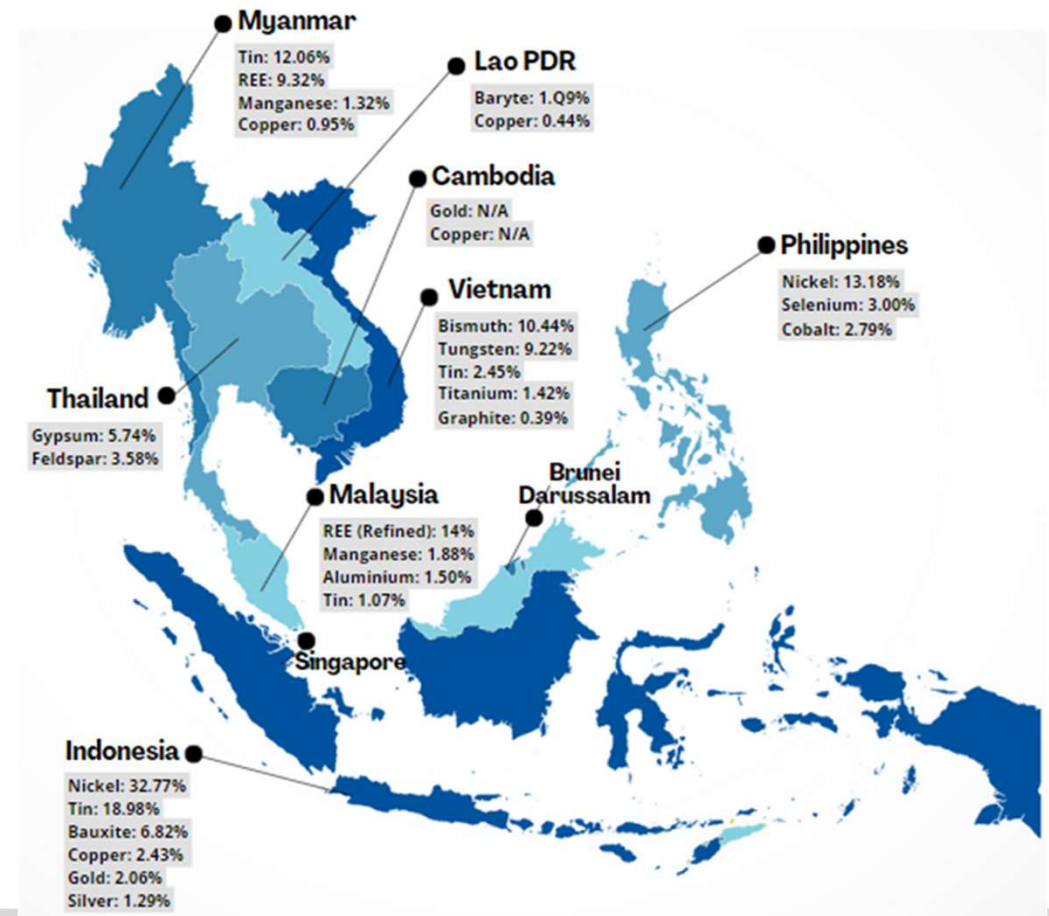 Myanmar
Tin: 12.06%
REE: 9.32%
Manganese: 1.32%
Copper: 0.95%
Lao PDR
Baryte: 1.Q9%
Copper: 0.44%
Cambodia
Gold: N/A
Copper: N/A
Philippines
Nickel: 13.18%
Selenium: 3.00%
Cobalt: 2.79%
Vietnam
Bismuth: 10.44%
Tungsten: 9.22%
Tin: 2.45%
Titanium: 1.42%
Graphite: 0.39%
Thailand
Gypsum: 5.74%
Feldspar: 3.58%
Brunei
Darussalam
Malaysia
REE (Refined): 14%
Manganese: 1.88%
Aluminium: 1.50%
Tin: 1.07%
Singapore
Indonesia
Nickel: 32.77%
Tin: 18.98%
Bauxite: 6.82%
Copper: 2.43%
Gold: 2.06%
Silver: 1.29%